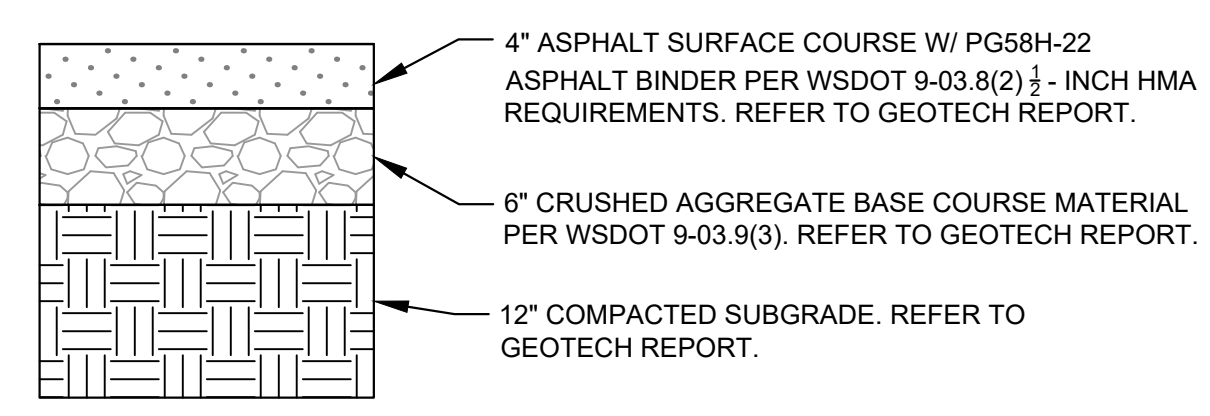 4" ASPHALT SURFACE COURSE W/ PG58H-22
ASPHALT BINDER PER WSDOT 9-03.8(2) 1/2 - INCH HMA
REQUIREMENTS. REFER TO GEOTECH REPORT.
6" CRUSHED AGGREGATE BASE COURSE MATERIAL
PER WSDOT 9-03.9(3). REFER TO GEOTECH REPORT.
12" COMPACTED SUBGRADE. REFER TO
GEOTECH REPORT.